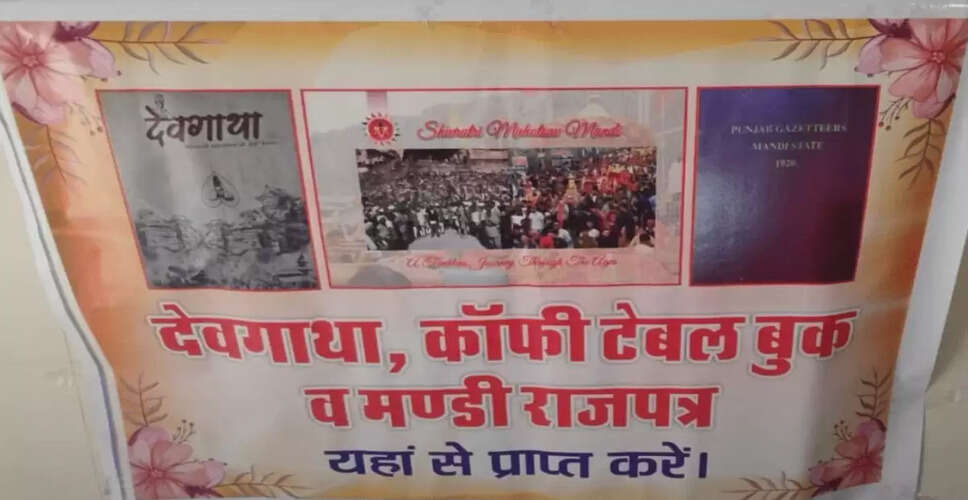 देवगाथा
Shivratri Mahotsav Mandi
A Timeless Journey Through The Ages
PUNJAB GAZETTEERS
MANDI STATE
1920.
देवगाथा, कॉफी टेबल बुक
व मण्डी राजपत्र
यहां से प्राप्त करें।